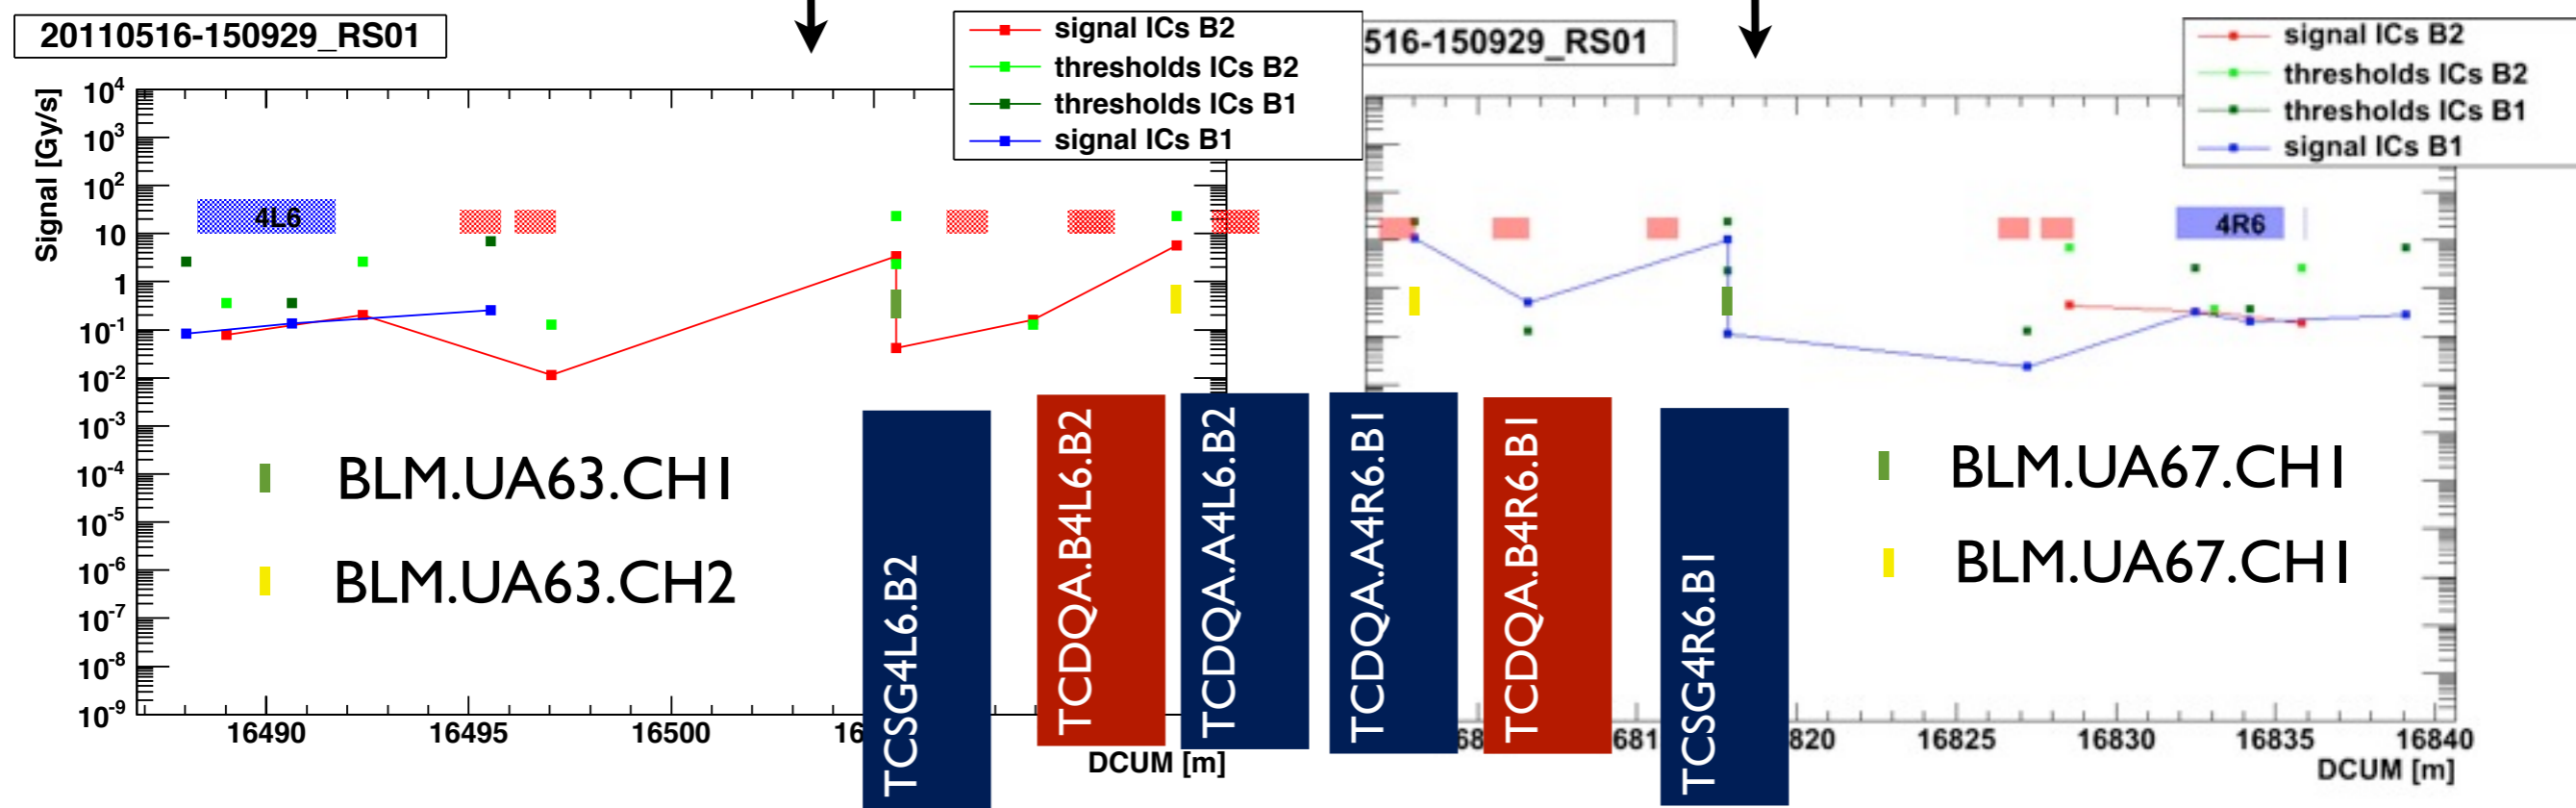 20110516-150929_RS01
signal ICs B2
thresholds ICs B2
thresholds ICs B1
signal ICs B1
Signal [Gy/s]
10^4
10^3
10^2
10
1
10^-1
10^-2
10^-3
10^-4
10^-5
10^-6
10^-7
10^-8
10^-9
4L6
BLM.UA63.CH1
BLM.UA63.CH2
16490
16495
16500
16
DCUM [m]
TCSG4L6.B2
TCDQA.B4L6.B2
TCDQA.A4L6.B2
TCDQA.A4R6.B1
TCDQA.B4R6.B1
TCSG4R6.B1
516-150929_RS01
signal ICs B2
thresholds ICs B2
thresholds ICs B1
signal ICs B1
4R6
BLM.UA67.CH1
BLM.UA67.CH1
68
681
820
16825
16830
16835
16840
DCUM [m]